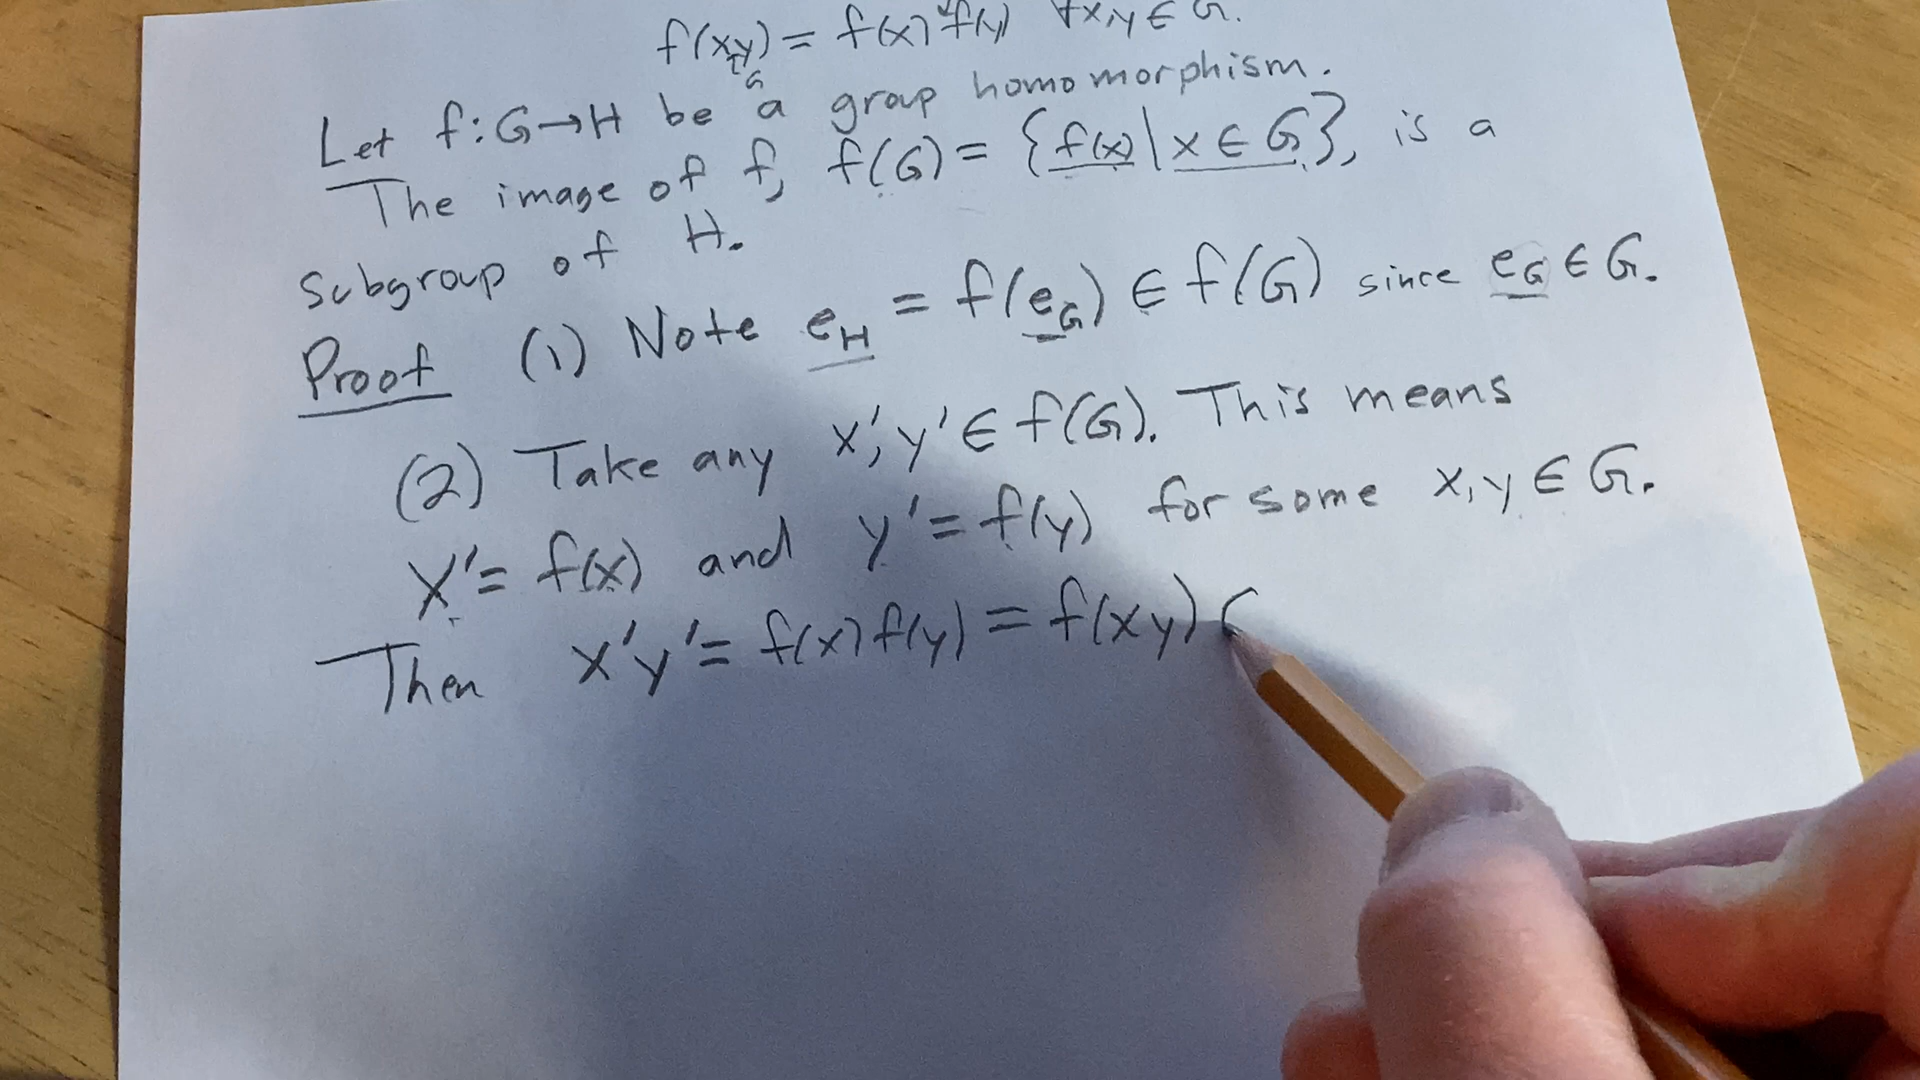 f(xy) = f(x) f(y) ∀x,y ∈ G.
G
Let f: G→H be a group homomorphism.
The image of f, f(G) = {f(x) | x ∈ G}, is a
subgroup of H.
Proof (1) Note e_H = f(e_G) ∈ f(G) since e_G ∈ G.
(2) Take any x', y' ∈ f(G). This means
x' = f(x) and y' = f(y) for some x, y ∈ G.
Then x'y' = f(x) f(y) = f(xy)